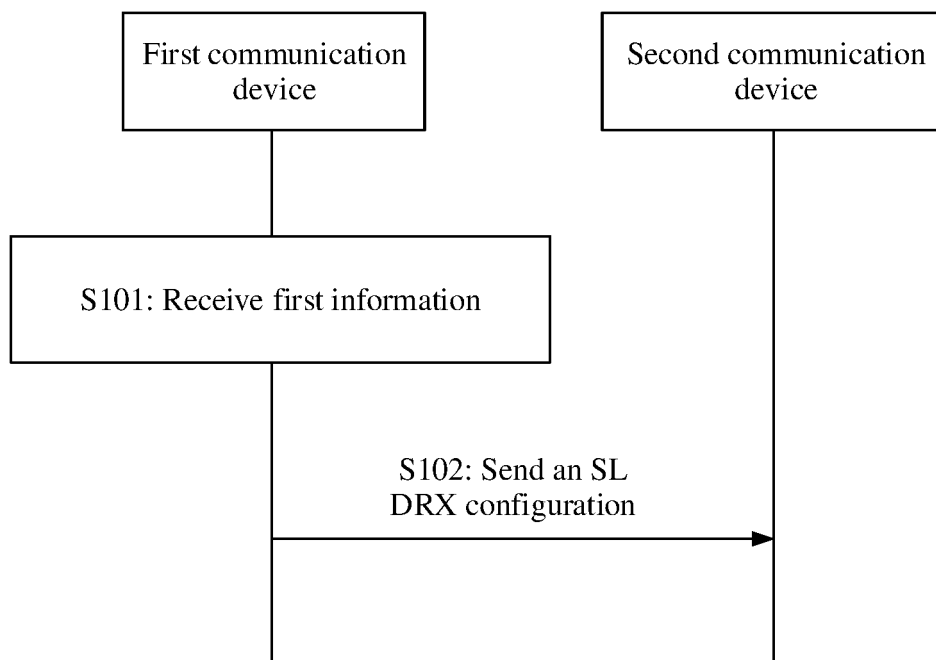 First communication
device
Second communication
device
S101: Receive first information
S102: Send an SL
DRX configuration